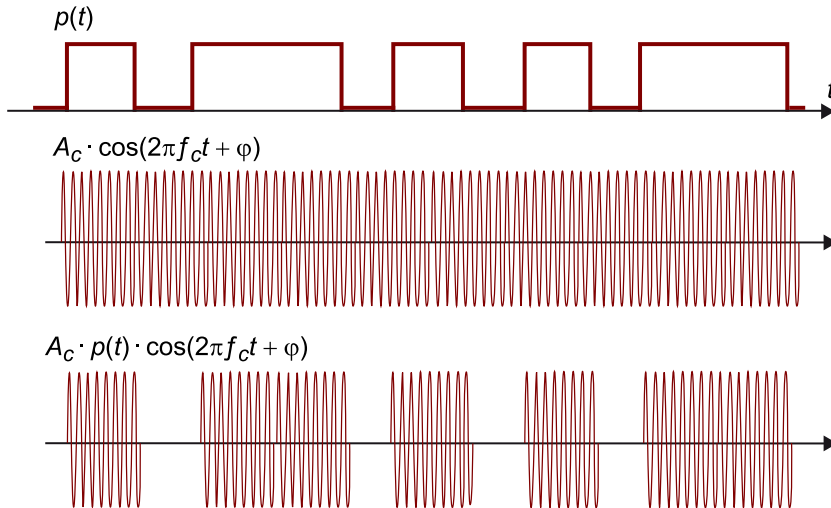 p(t)
t
A_c · cos(2πf_ct + φ)
A_c · p(t) · cos(2πf_ct + φ)